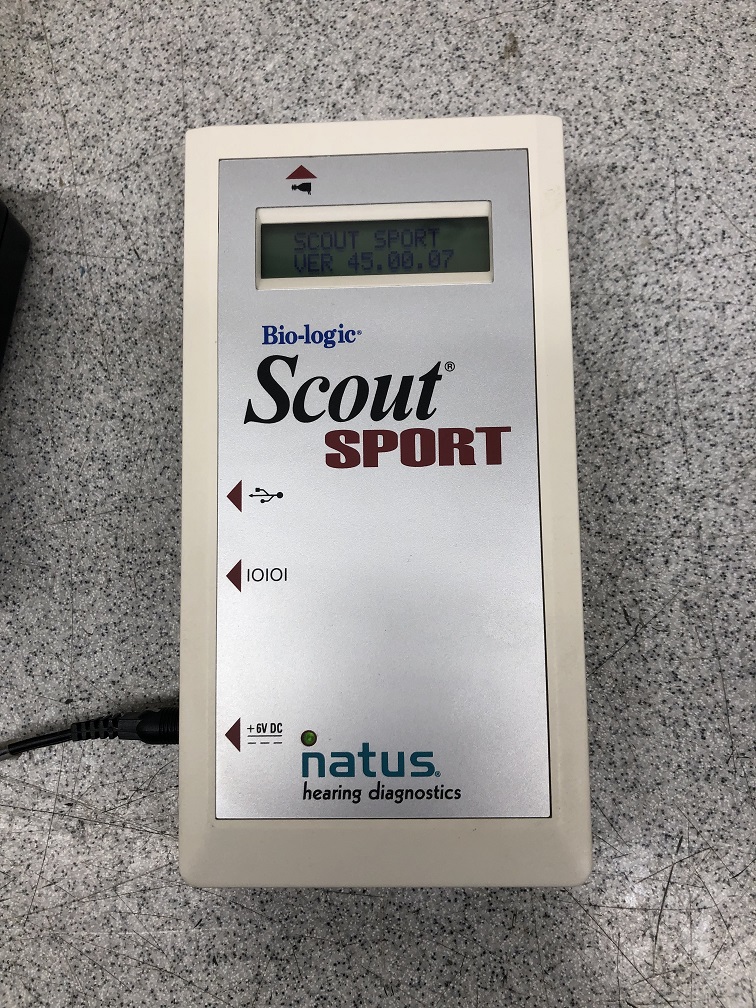 SCOUT SPORT
VER 45.00.07
Bio-logic®
Scout®
SPORT
IOIOI
+6V DC
natus®
hearing diagnostics